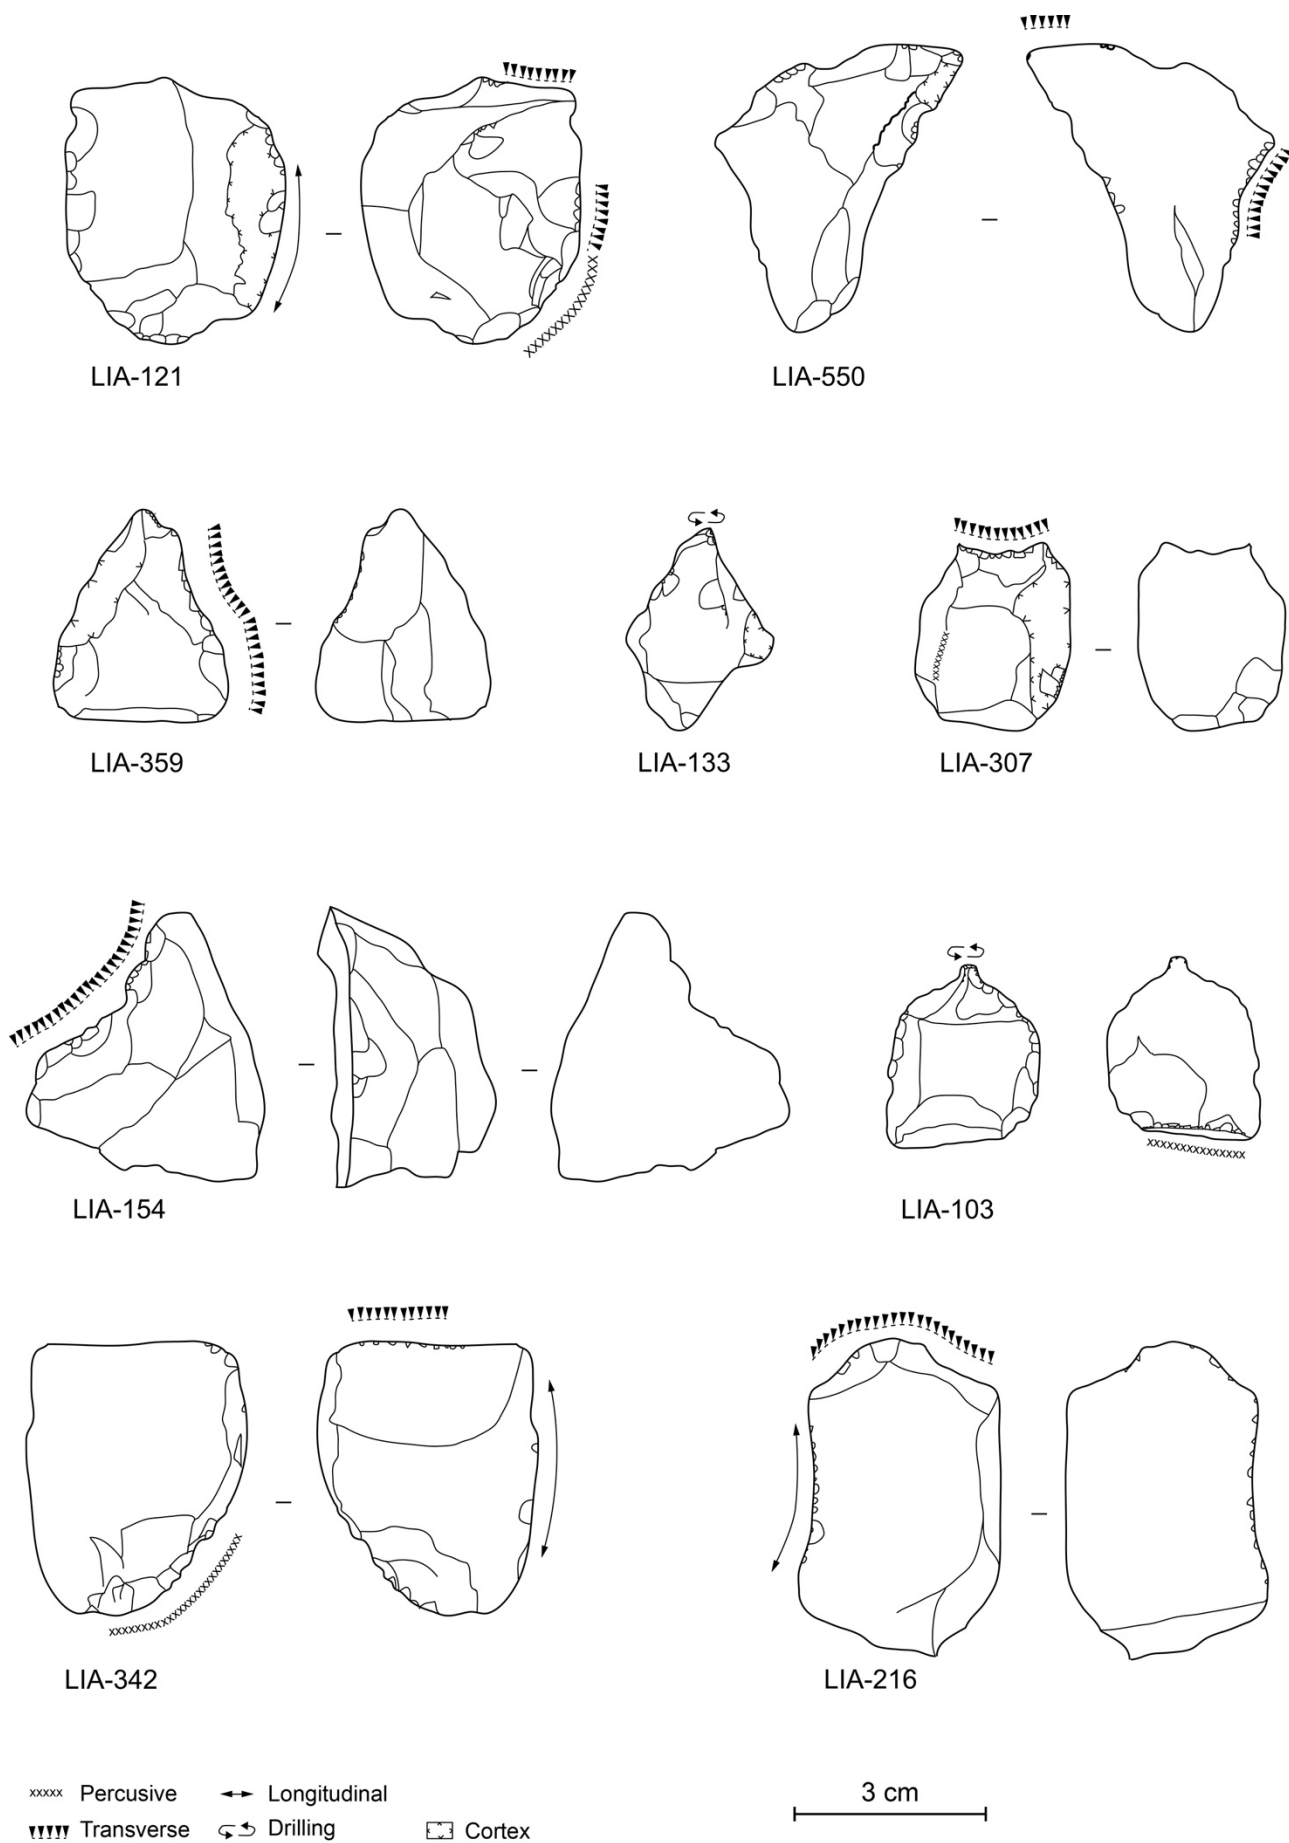 LIA-121
LIA-550
LIA-359
LIA-133
LIA-307
LIA-154
LIA-103
LIA-342
LIA-216
xxxxx Percusive
Longitudinal
Transverse
Drilling
Cortex
3 cm